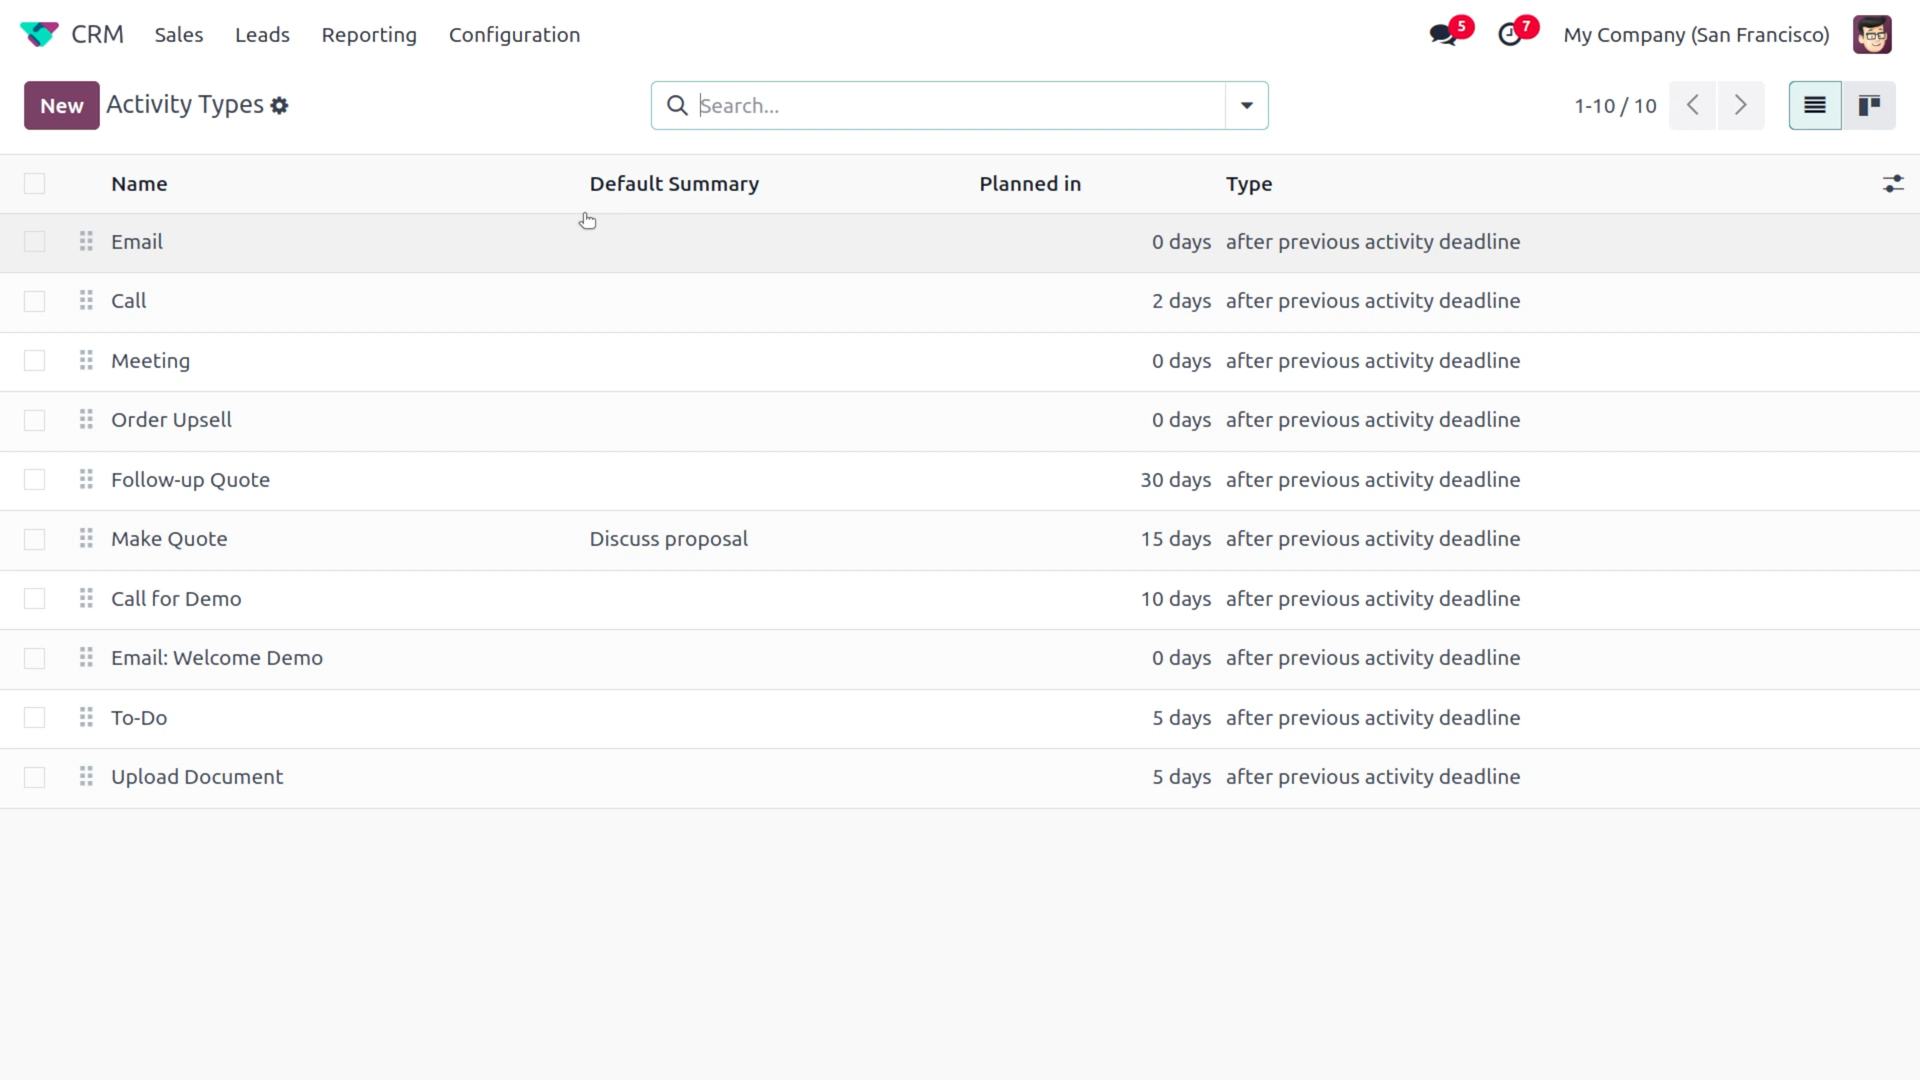 CRM Sales Leads Reporting Configuration 5 7 My Company (San Francisco)
New Activity Types Search... 1-10 / 10
Name Default Summary Planned in Type
Email 0 days after previous activity deadline
Call 2 days after previous activity deadline
Meeting 0 days after previous activity deadline
Order Upsell 0 days after previous activity deadline
Follow-up Quote 30 days after previous activity deadline
Make Quote Discuss proposal 15 days after previous activity deadline
Call for Demo 10 days after previous activity deadline
Email: Welcome Demo 0 days after previous activity deadline
To-Do 5 days after previous activity deadline
Upload Document 5 days after previous activity deadline